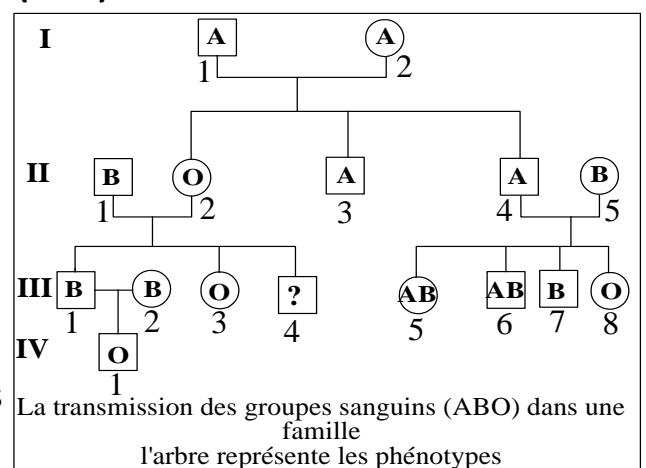 I A A
1 2
II B O A A B
1 2 3 4 5
III B B O ? AB AB B O
1 2 3 4 5 6 7 8
IV O
1
La transmission des groupes sanguins (ABO) dans une
famille
l'arbre représente les phénotypes